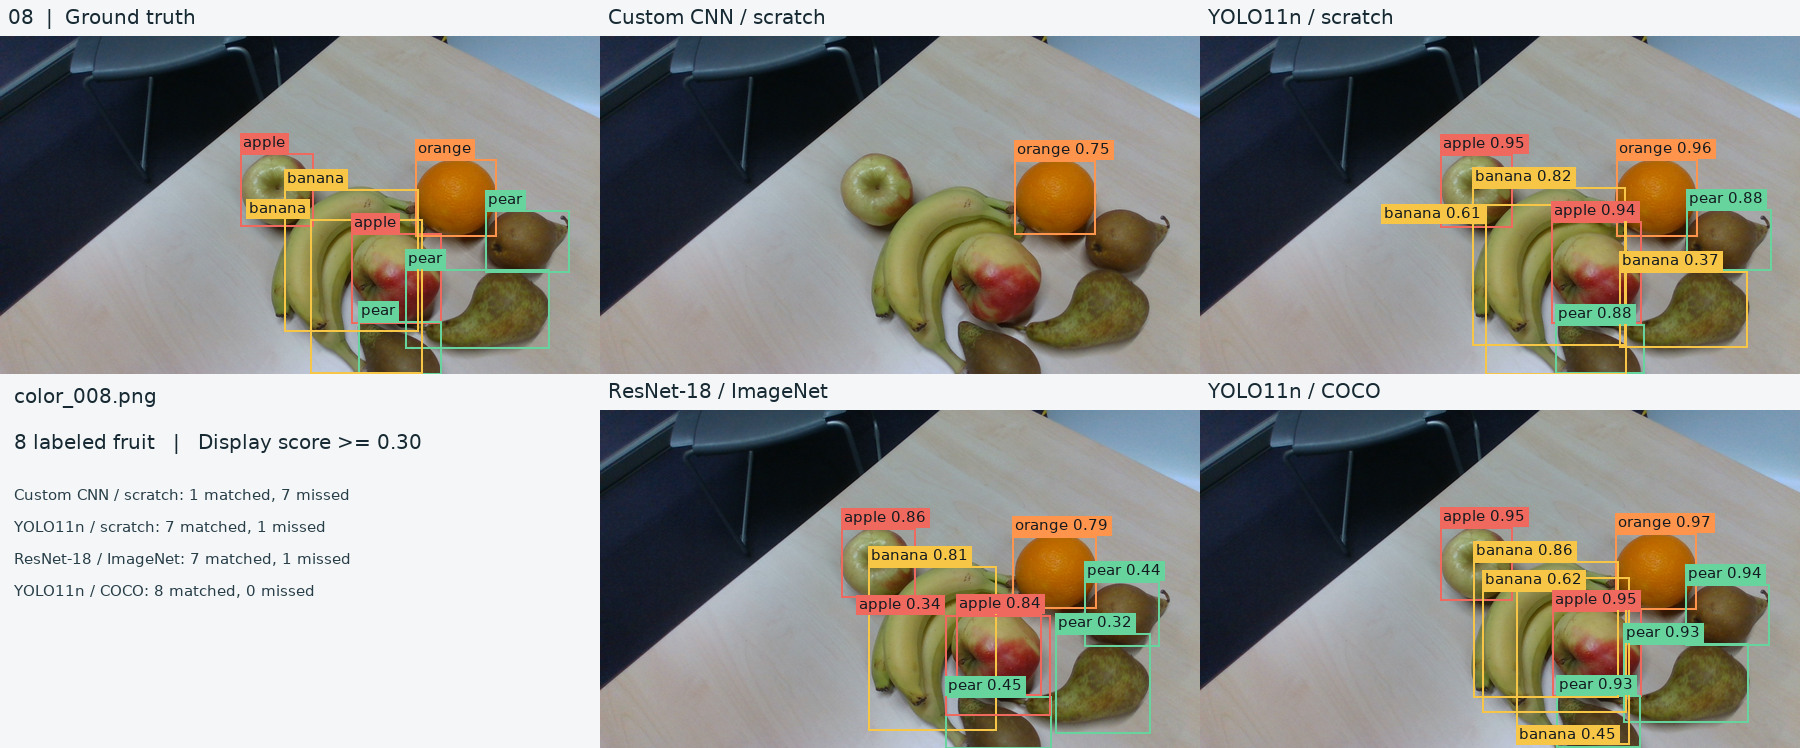 08 | Ground truth
Custom CNN / scratch
YOLO11n / scratch
apple
orange
banana
pear
banana
apple
pear
pear
orange 0.75
apple 0.95
orange 0.96
banana 0.82
pear 0.88
banana 0.61
apple 0.94
banana 0.37
pear 0.88
color_008.png
8 labeled fruit | Display score >= 0.30
Custom CNN / scratch: 1 matched, 7 missed
YOLO11n / scratch: 7 matched, 1 missed
ResNet-18 / ImageNet: 7 matched, 1 missed
YOLO11n / COCO: 8 matched, 0 missed
ResNet-18 / ImageNet
YOLO11n / COCO
apple 0.86
orange 0.79
banana 0.81
pear 0.44
apple 0.34
apple 0.84
pear 0.32
pear 0.45
apple 0.95
orange 0.97
banana 0.86
pear 0.94
banana 0.62
apple 0.95
pear 0.93
pear 0.93
banana 0.45